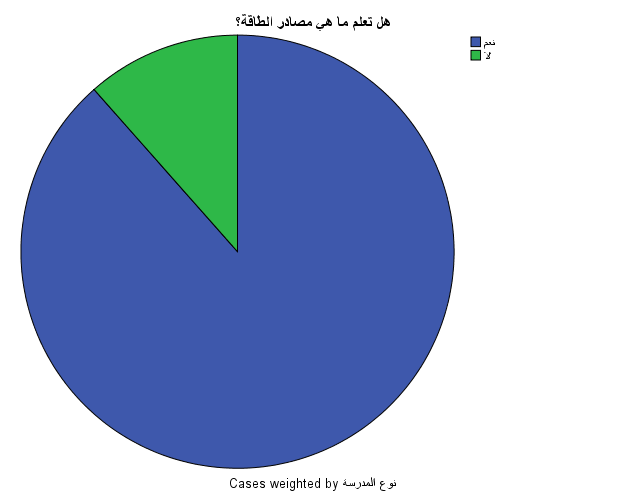 هل تعلم ما هي مصادر الطاقة؟
نعم
لا
Cases weighted by نوع المدرسة